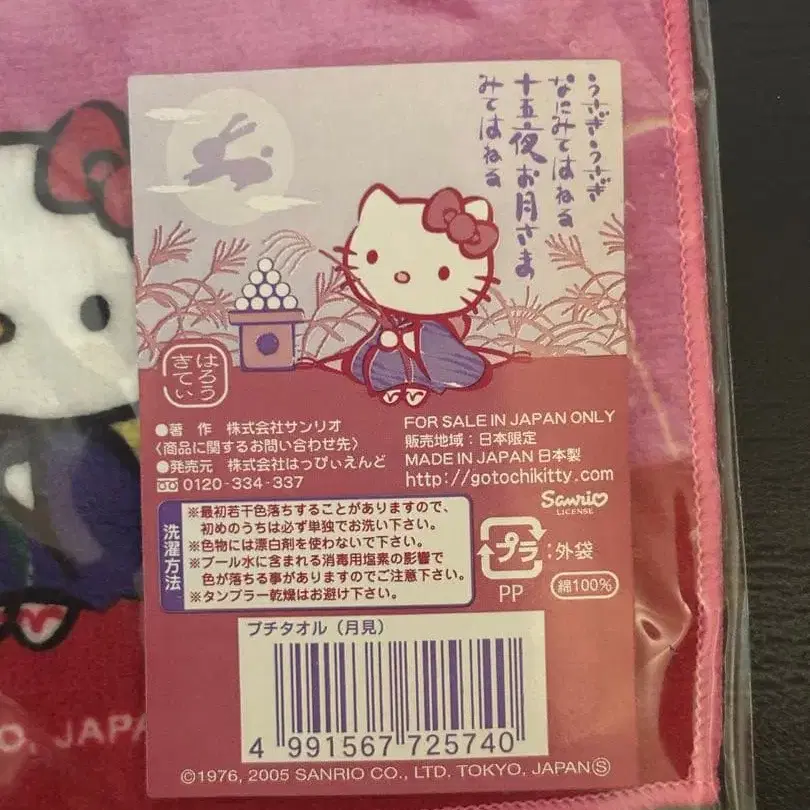 うさぎうさぎ
なにみてはねる
十五夜お月さま
みてはねる
はろう
きてぃ
●著 作 株式会社サンリオ
〈商品に関するお問い合わせ先〉
●発売元 株式会社はっぴぃえんど
0120-334-337
FOR SALE IN JAPAN ONLY
販売地域:日本限定
MADE IN JAPAN 日本製
http://gotochikitty.com
Sanrio
LICENSE
洗濯方法
※最初若干色落ちすることがありますので、
初めのうちは必ず単独でお洗い下さい。
※色物には漂白剤を使わないで下さい。
※プール水に含まれる消毒用塩素の影響で
色が落ちる事がありますのでご注意下さい。
※タンブラー乾燥はお避け下さい。
プラ:外袋
PP
綿100%
プチタオル(月見)
4 991567 725740
©1976, 2005 SANRIO CO., LTD. TOKYO, JAPAN Ⓢ
O, JAPA